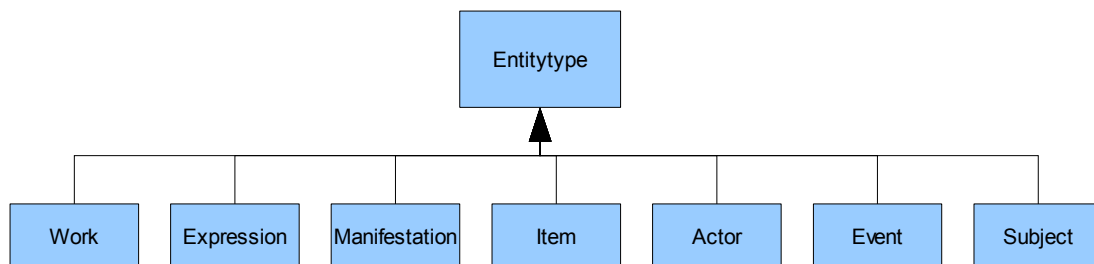 Entitytype
Work
Expression
Manifestation
Item
Actor
Event
Subject